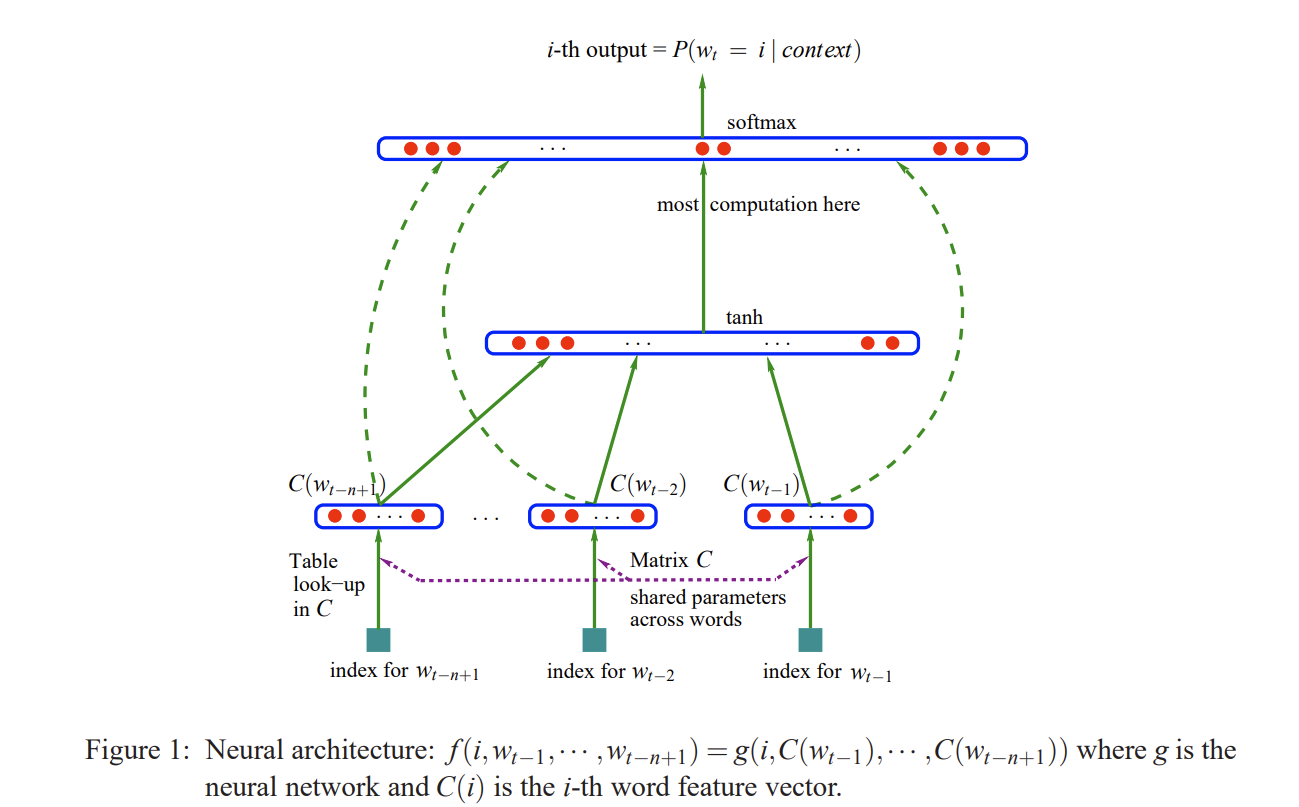 i-th output = P(w_t = i | context)
softmax
. . .
. . .
most computation here
tanh
. . .
. . .
C(w_{t−n+1})
C(w_{t−2})
C(w_{t−1})
. . .
. . .
. . .
. . .
Table
look−up
in C
Matrix C
shared parameters
across words
index for w_{t−n+1}
index for w_{t−2}
index for w_{t−1}
Figure 1: Neural architecture: f(i,w_{t−1},··· ,w_{t−n+1}) = g(i,C(w_{t−1}),··· ,C(w_{t−n+1})) where g is the
neural network and C(i) is the i-th word feature vector.